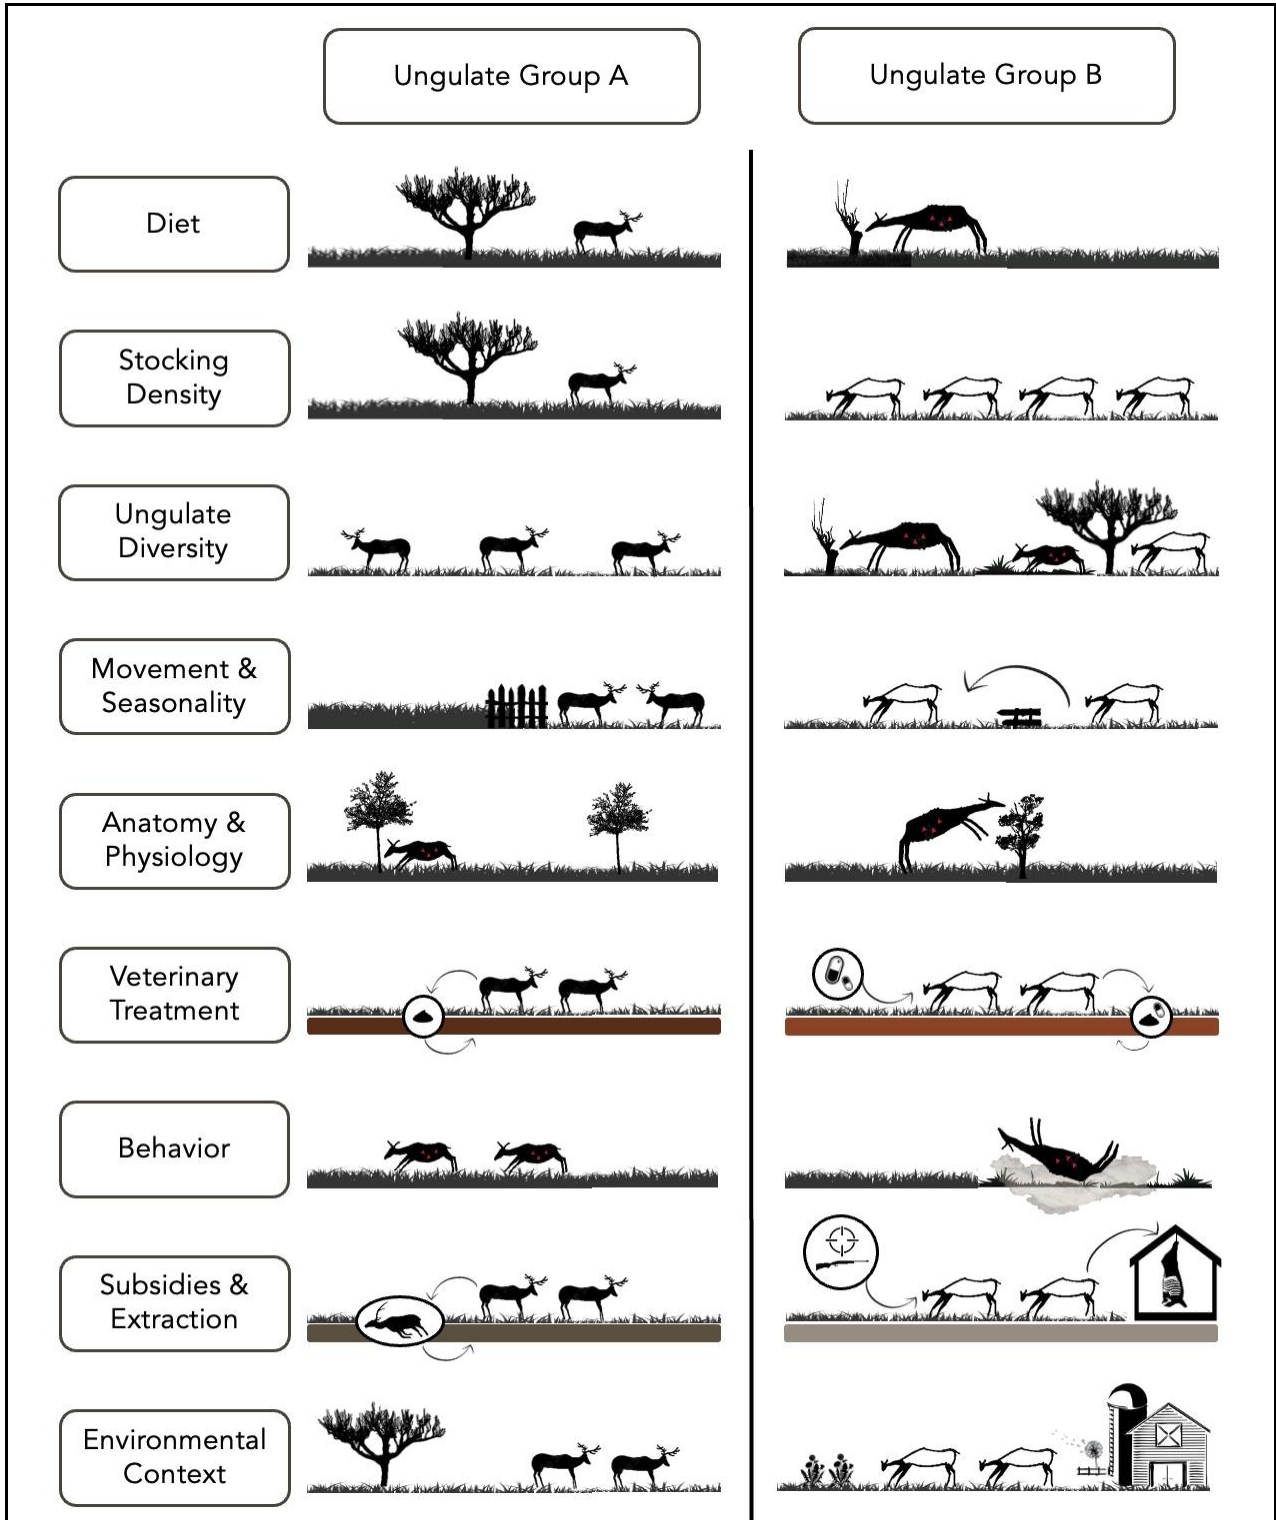 Ungulate Group A
Ungulate Group B
Diet
Stocking
Density
Ungulate
Diversity
Movement &
Seasonality
Anatomy &
Physiology
Veterinary
Treatment
Behavior
Subsidies &
Extraction
Environmental
Context